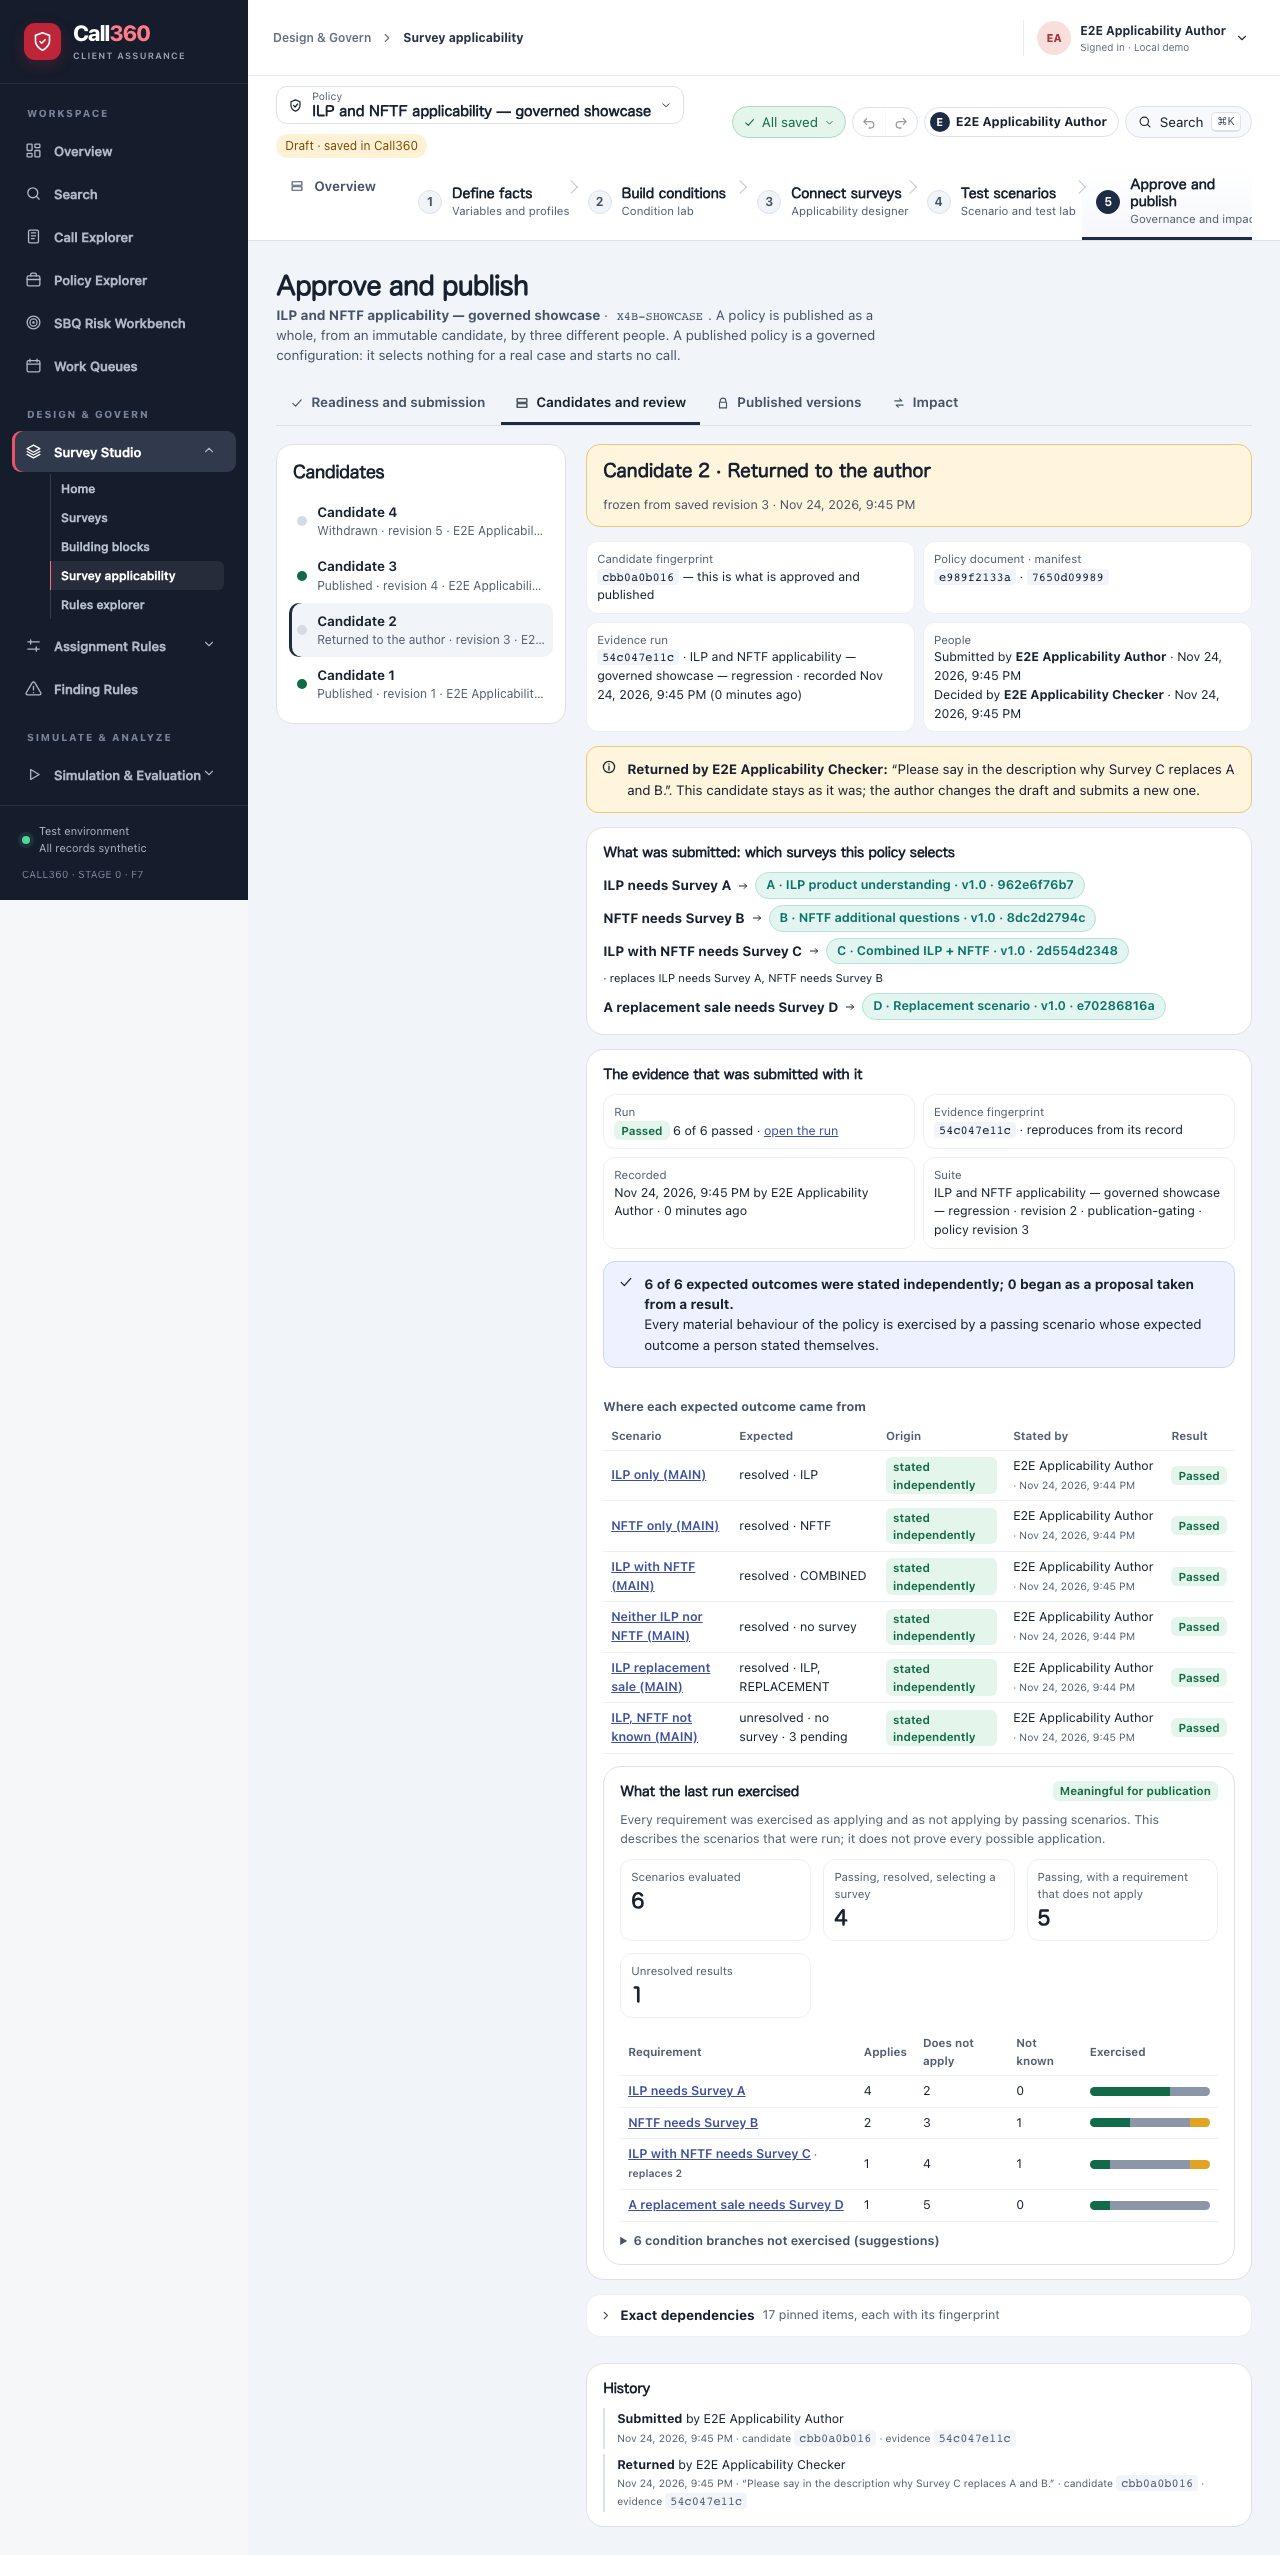 Call360
CLIENT ASSURANCE
WORKSPACE
Overview
Search
Call Explorer
Policy Explorer
SBQ Risk Workbench
Work Queues
DESIGN & GOVERN
Survey Studio
Home
Surveys
Building blocks
Survey applicability
Rules explorer
Assignment Rules
Finding Rules
SIMULATE & ANALYZE
Simulation & Evaluation
Test environment
All records synthetic
CALL360 · STAGE 0 · F7
Design & Govern > Survey applicability
EA
E2E Applicability Author
Signed in · Local demo
Policy
ILP and NFTF applicability — governed showcase
Draft · saved in Call360
All saved
E E2E Applicability Author
Search ⌘K
Overview
1 Define facts
Variables and profiles
2 Build conditions
Condition lab
3 Connect surveys
Applicability designer
4 Test scenarios
Scenario and test lab
5 Approve and
publish
Governance and impac
Approve and publish
ILP and NFTF applicability — governed showcase · X4B-SHOWCASE . A policy is published as a
whole, from an immutable candidate, by three different people. A published policy is a governed
configuration: it selects nothing for a real case and starts no call.
Readiness and submission
Candidates and review
Published versions
Impact
Candidates
Candidate 4
Withdrawn · revision 5 · E2E Applicabil...
Candidate 3
Published · revision 4 · E2E Applicabili...
Candidate 2
Returned to the author · revision 3 · E2...
Candidate 1
Published · revision 1 · E2E Applicabilit...
Candidate 2 · Returned to the author
frozen from saved revision 3 · Nov 24, 2026, 9:45 PM
Candidate fingerprint
cbb0a0b016 — this is what is approved and
published
Policy document · manifest
e989f2133a · 7650d09989
Evidence run
54c047e11c · ILP and NFTF applicability —
governed showcase — regression · recorded Nov
24, 2026, 9:45 PM (0 minutes ago)
People
Submitted by E2E Applicability Author · Nov 24,
2026, 9:45 PM
Decided by E2E Applicability Checker · Nov 24,
2026, 9:45 PM
Returned by E2E Applicability Checker: “Please say in the description why Survey C replaces A
and B.”. This candidate stays as it was; the author changes the draft and submits a new one.
What was submitted: which surveys this policy selects
ILP needs Survey A → A · ILP product understanding · v1.0 · 962e6f76b7
NFTF needs Survey B → B · NFTF additional questions · v1.0 · 8dc2d2794c
ILP with NFTF needs Survey C → C · Combined ILP + NFTF · v1.0 · 2d554d2348
· replaces ILP needs Survey A, NFTF needs Survey B
A replacement sale needs Survey D → D · Replacement scenario · v1.0 · e70286816a
The evidence that was submitted with it
Run
Passed 6 of 6 passed · open the run
Evidence fingerprint
54c047e11c · reproduces from its record
Recorded
Nov 24, 2026, 9:45 PM by E2E Applicability
Author · 0 minutes ago
Suite
ILP and NFTF applicability — governed showcase
— regression · revision 2 · publication-gating ·
policy revision 3
6 of 6 expected outcomes were stated independently; 0 began as a proposal taken
from a result.
Every material behaviour of the policy is exercised by a passing scenario whose expected
outcome a person stated themselves.
Where each expected outcome came from
Scenario Expected Origin Stated by Result
ILP only (MAIN) resolved · ILP stated independently E2E Applicability Author · Nov 24, 2026, 9:44 PM Passed
NFTF only (MAIN) resolved · NFTF stated independently E2E Applicability Author · Nov 24, 2026, 9:44 PM Passed
ILP with NFTF (MAIN) resolved · COMBINED stated independently E2E Applicability Author · Nov 24, 2026, 9:45 PM Passed
Neither ILP nor NFTF (MAIN) resolved · no survey stated independently E2E Applicability Author · Nov 24, 2026, 9:44 PM Passed
ILP replacement sale (MAIN) resolved · ILP, REPLACEMENT stated independently E2E Applicability Author · Nov 24, 2026, 9:44 PM Passed
ILP, NFTF not known (MAIN) unresolved · no survey · 3 pending stated independently E2E Applicability Author · Nov 24, 2026, 9:45 PM Passed
What the last run exercised
Meaningful for publication
Every requirement was exercised as applying and as not applying by passing scenarios. This
describes the scenarios that were run; it does not prove every possible application.
Scenarios evaluated
6
Passing, resolved, selecting a
survey
4
Passing, with a requirement
that does not apply
5
Unresolved results
1
Requirement Applies Does not apply Not known Exercised
ILP needs Survey A 4 2 0
NFTF needs Survey B 2 3 1
ILP with NFTF needs Survey C · replaces 2 1 4 1
A replacement sale needs Survey D 1 5 0
6 condition branches not exercised (suggestions)
Exact dependencies 17 pinned items, each with its fingerprint
History
Submitted by E2E Applicability Author
Nov 24, 2026, 9:45 PM · candidate cbb0a0b016 · evidence 54c047e11c
Returned by E2E Applicability Checker
Nov 24, 2026, 9:45 PM · “Please say in the description why Survey C replaces A and B.” · candidate cbb0a0b016 ·
evidence 54c047e11c